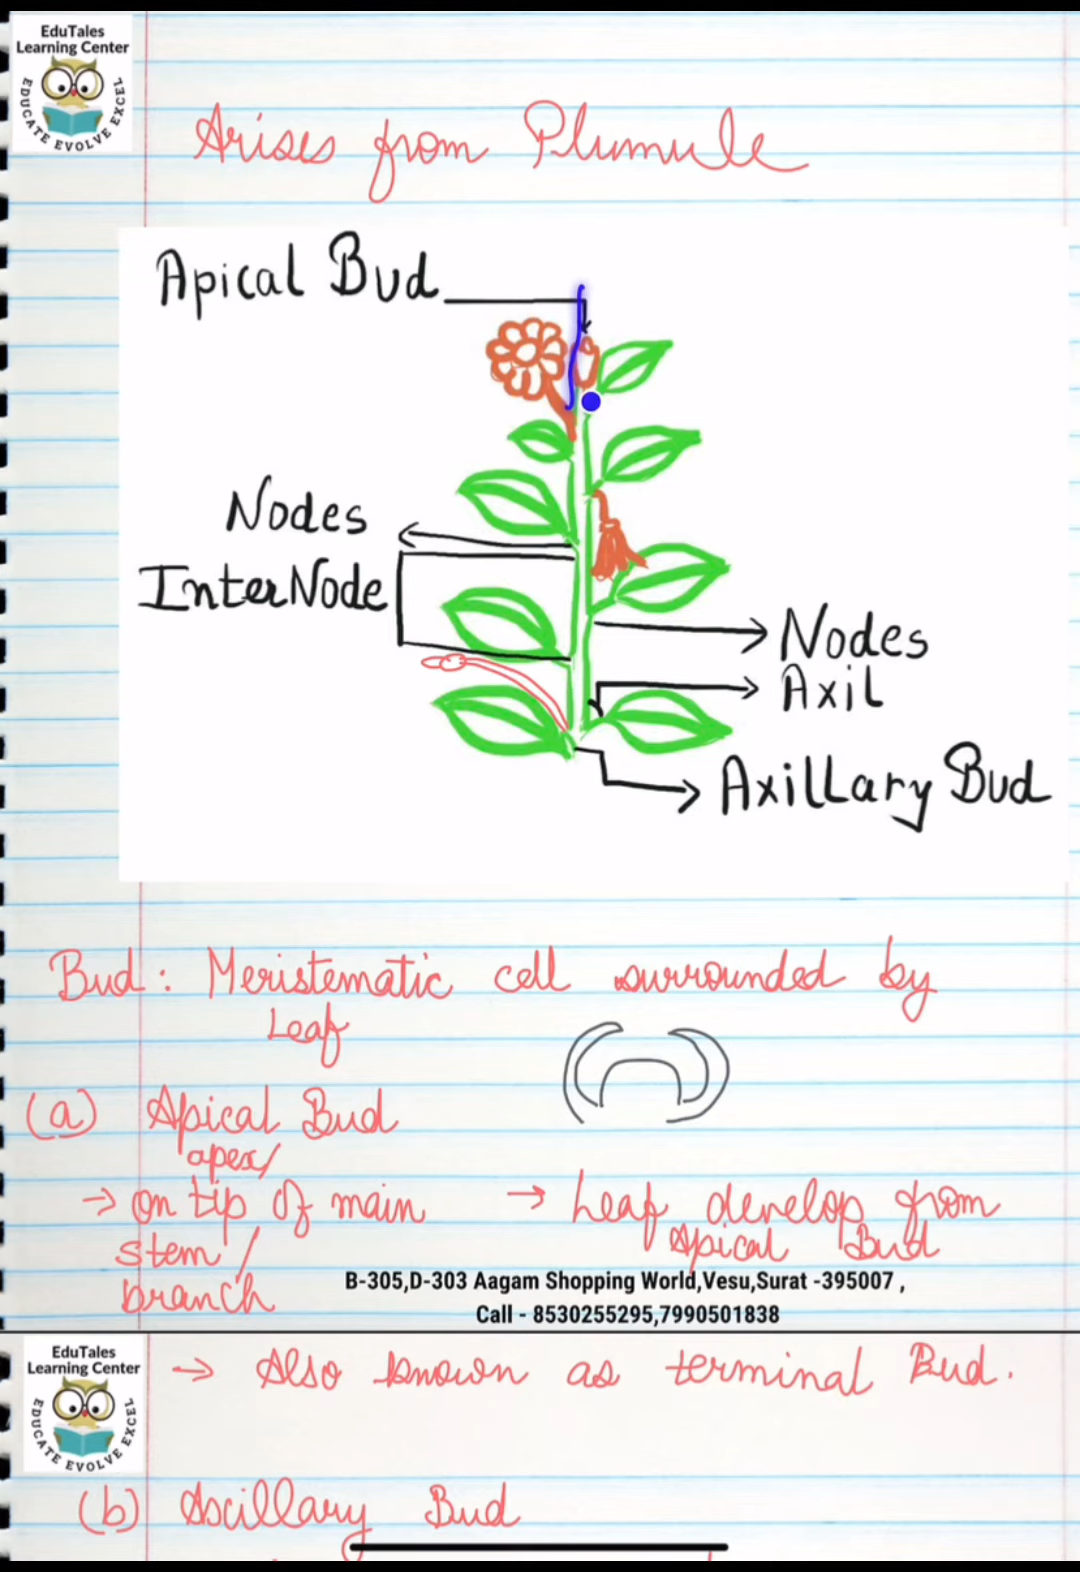 EduTales
Learning Center
EDUCATE EVOLVE EXCEL
Arises from Plumule
Apical Bud
Nodes
InterNode
Nodes
Axil
Axillary Bud
Bud : Meristematic cell surrounded by
Leaf
(a) Apical Bud
apex/
→ on tip of main
stem /
branch
→ Leaf develop from
Apical Bud
B-305,D-303 Aagam Shopping World,Vesu,Surat -395007 ,
Call - 8530255295,7990501838
EduTales
Learning Center
EDUCATE EVOLVE EXCEL
→ Also known as terminal Bud.
(b) Axillary Bud